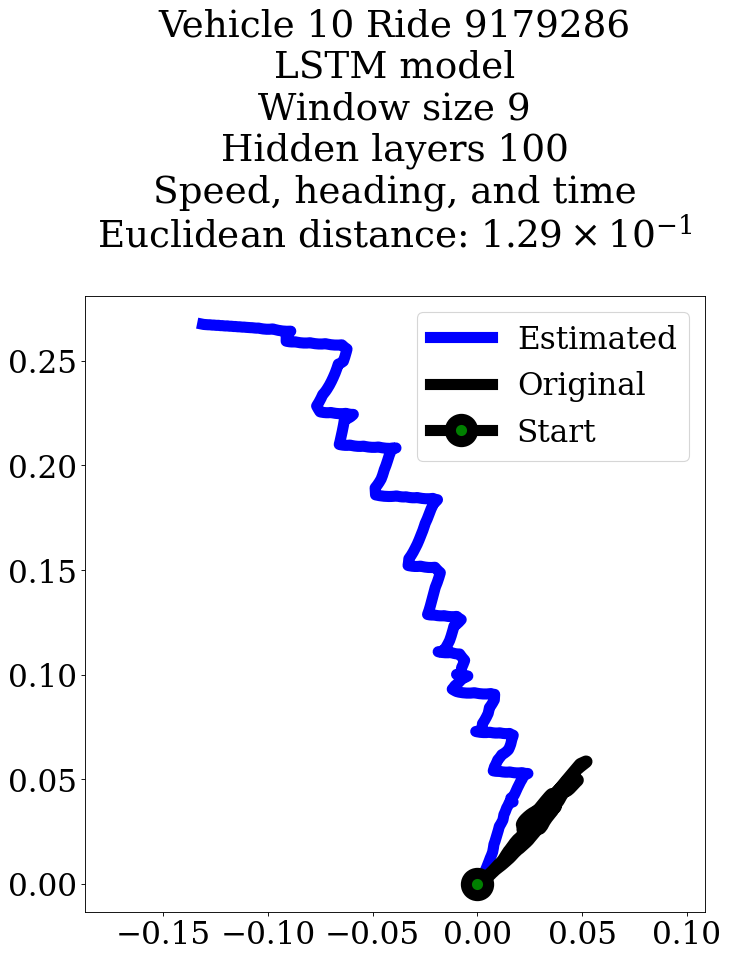 Vehicle 10 Ride 9179286
LSTM model
Window size 9
Hidden layers 100
Speed, heading, and time
Euclidean distance: 1.29 × 10⁻¹
Estimated
Original
Start
0.25
0.20
0.15
0.10
0.05
0.00
−0.15 −0.10 −0.05 0.00 0.05 0.10